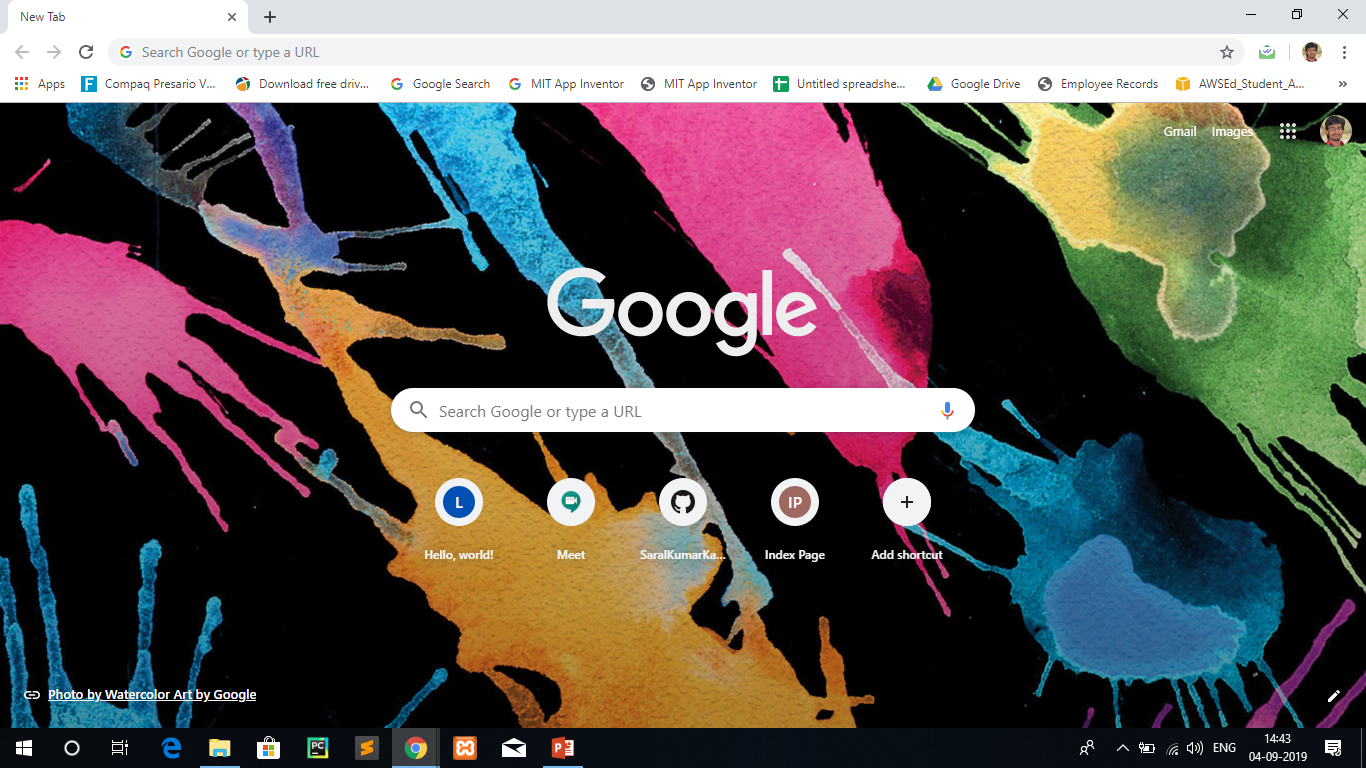 New Tab
Search Google or type a URL
Apps
Compaq Presario V...
Download free driv...
Google Search
MIT App Inventor
MIT App Inventor
Untitled spreadshe...
Google Drive
Employee Records
AWSEd_Student_A...
»
Gmail
Images
Google
Search Google or type a URL
L
IP
Hello, world!
Meet
SaralKumarKa...
Index Page
Add shortcut
Photo by Watercolor Art by Google
PC
ENG
14:43
04-09-2019